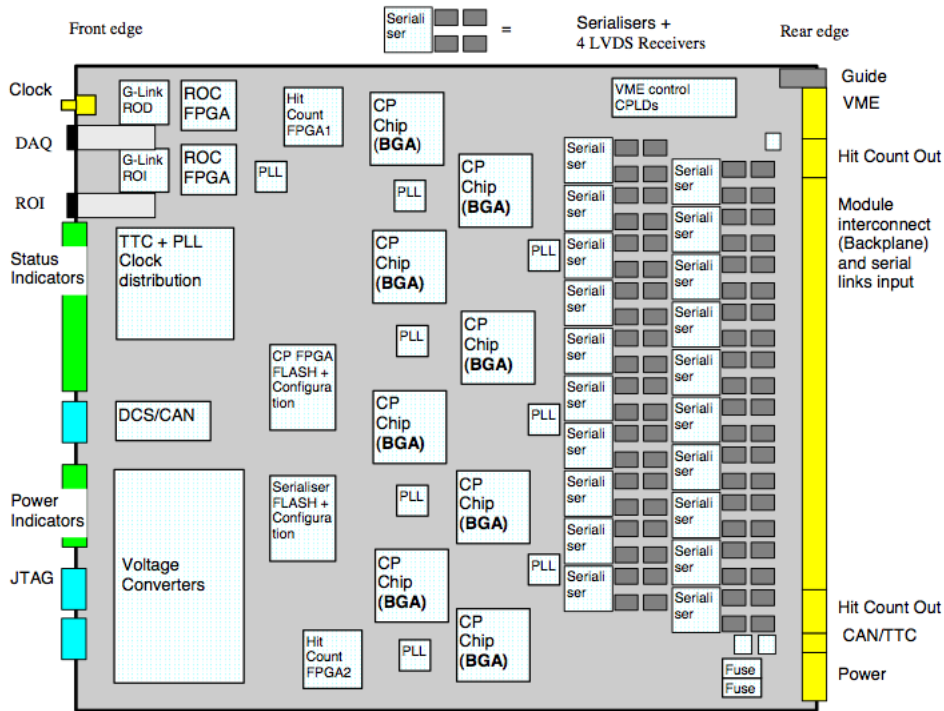 Front edge
Seriali
ser
=
Serialisers +
4 LVDS Receivers
Rear edge
Clock
DAQ
ROI
Status
Indicators
Power
Indicators
JTAG
G-Link
ROD
ROC
FPGA
G-Link
ROI
ROC
FPGA
Hit
Count
FPGA1
PLL
TTC + PLL
Clock
distribution
CP FPGA
FLASH +
Configura
tion
DCS/CAN
Serialiser
FLASH +
Configura
tion
Voltage
Converters
Hit
Count
FPGA2
CP
Chip
(BGA)
CP
Chip
(BGA)
PLL
CP
Chip
(BGA)
PLL
CP
Chip
(BGA)
PLL
CP
Chip
(BGA)
PLL
CP
Chip
(BGA)
PLL
CP
Chip
(BGA)
PLL
CP
Chip
(BGA)
PLL
VME control
CPLDs
Seriali
ser
Seriali
ser
Seriali
ser
Seriali
ser
Seriali
ser
Seriali
ser
Seriali
ser
Seriali
ser
Seriali
ser
Seriali
ser
Seriali
ser
Seriali
ser
Seriali
ser
Seriali
ser
Seriali
ser
Seriali
ser
Seriali
ser
Seriali
ser
Seriali
ser
Seriali
ser
Fuse
Fuse
Guide
VME
Hit Count Out
Module
interconnect
(Backplane)
and serial
links input
Hit Count Out
CAN/TTC
Power